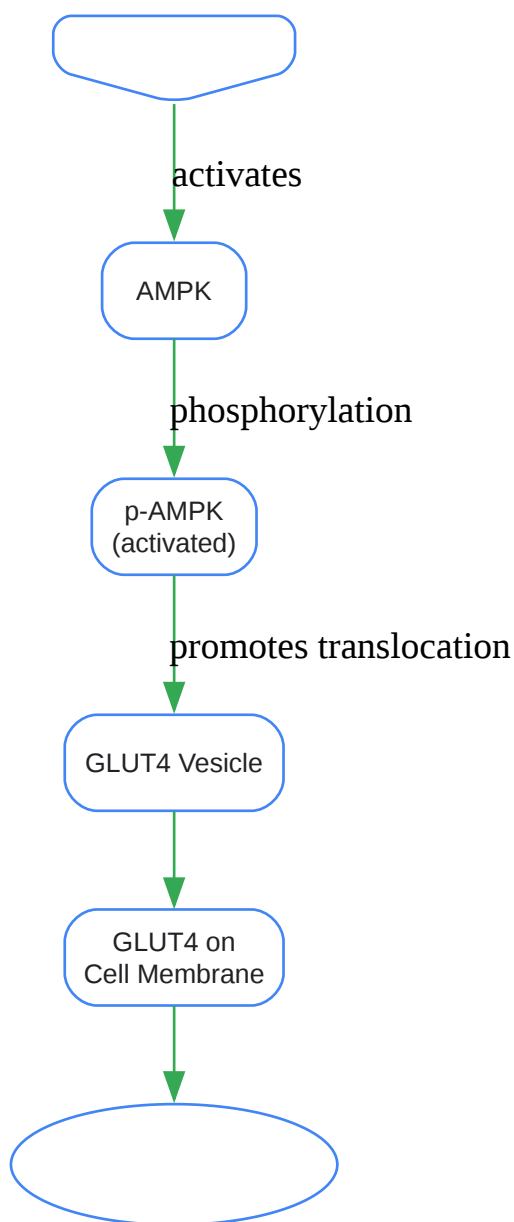 activates
AMPK
phosphorylation
p-AMPK
(activated)
promotes translocation
GLUT4 Vesicle
GLUT4 on
Cell Membrane